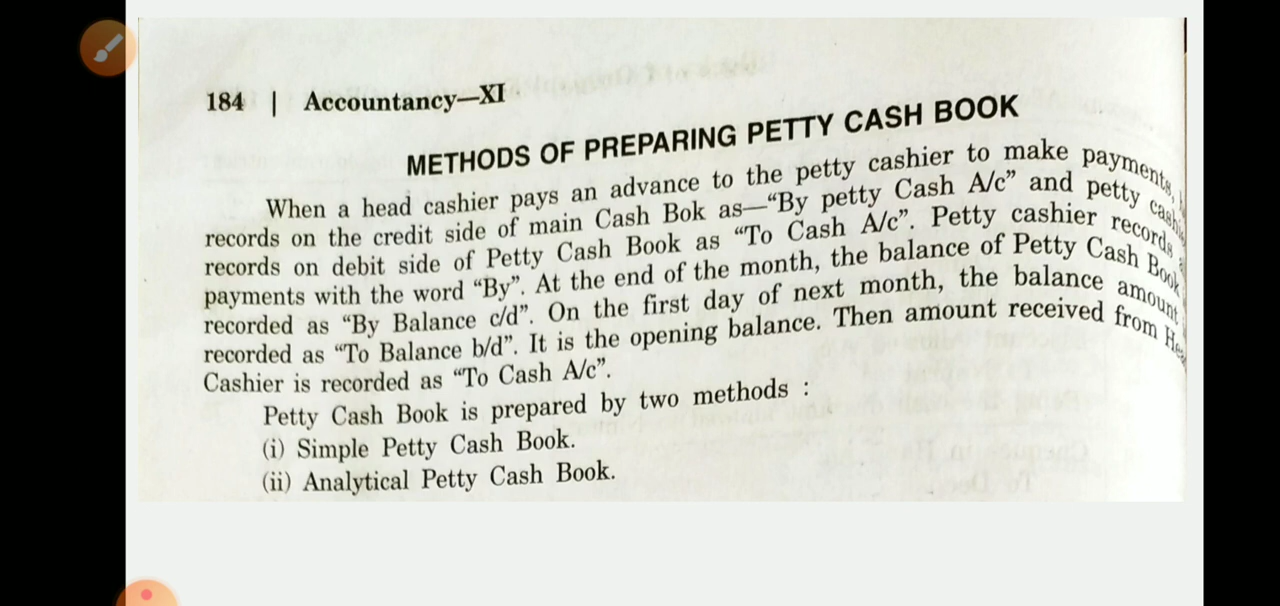 184 | Accountancy—XI
METHODS OF PREPARING PETTY CASH BOOK
When a head cashier pays an advance to the petty cashier to make payments,
records on the credit side of main Cash Bok as—“By petty Cash A/c” and petty
records on debit side of Petty Cash Book as “To Cash A/c”. Petty cashier records
payments with the word “By”. At the end of the month, the balance of Petty Cash Book
recorded as “By Balance c/d”. On the first day of next month, the balance amount
recorded as “To Balance b/d”. It is the opening balance. Then amount received from
Cashier is recorded as “To Cash A/c”.
Petty Cash Book is prepared by two methods :
(i) Simple Petty Cash Book.
(ii) Analytical Petty Cash Book.